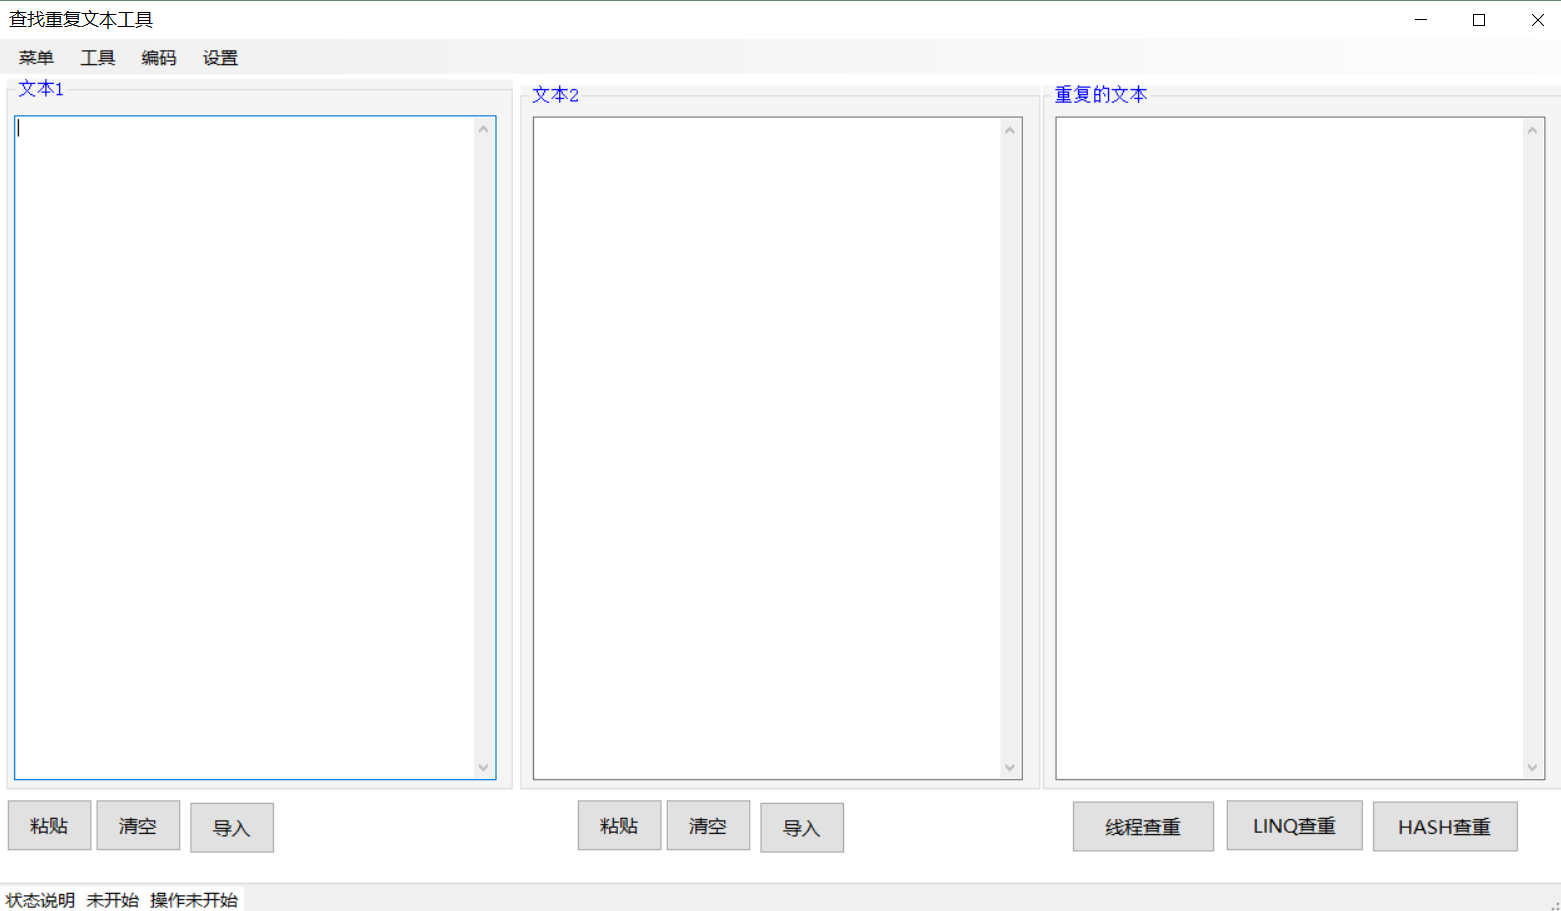 查找重复文本工具
菜单 工具 编码 设置
文本1
文本2
重复的文本
粘贴 清空 导入 粘贴 清空 导入 线程查重 LINQ查重 HASH查重
状态说明 未开始 操作未开始